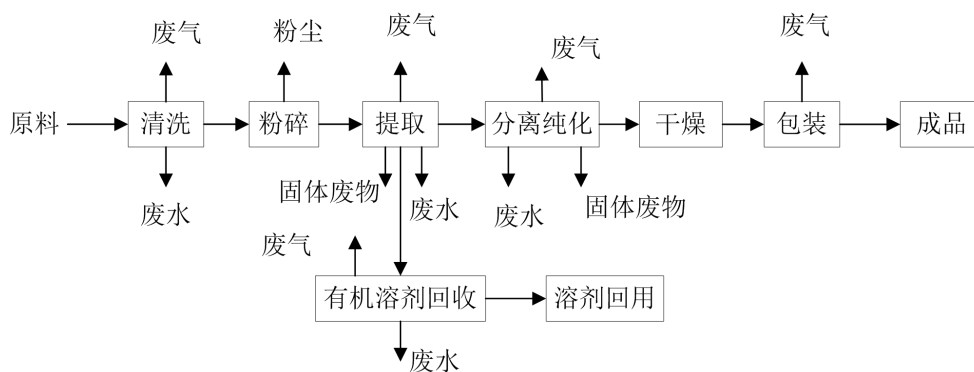 废气
粉尘
废气
废气
废气
原料
清洗
粉碎
提取
分离纯化
干燥
包装
成品
废水
固体废物
废水
废水
固体废物
废气
有机溶剂回收
溶剂回用
废水